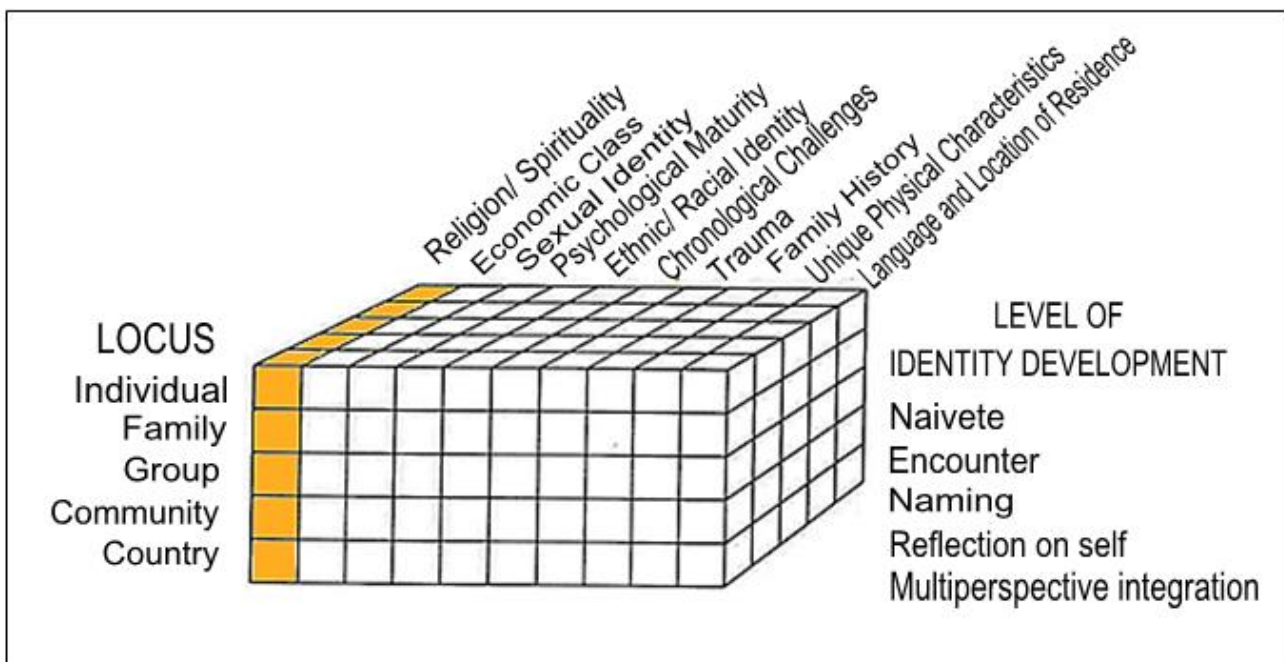 Religion/ Spirituality
Economic Class
Sexual Identity
Psychological Maturity
Ethnic/ Racial Identity
Chronological Challenges
Trauma
Family History
Unique Physical Characteristics
Language and Location of Residence
LOCUS
Individual
Family
Group
Community
Country
LEVEL OF
IDENTITY DEVELOPMENT
Naivete
Encounter
Naming
Reflection on self
Multiperspective integration